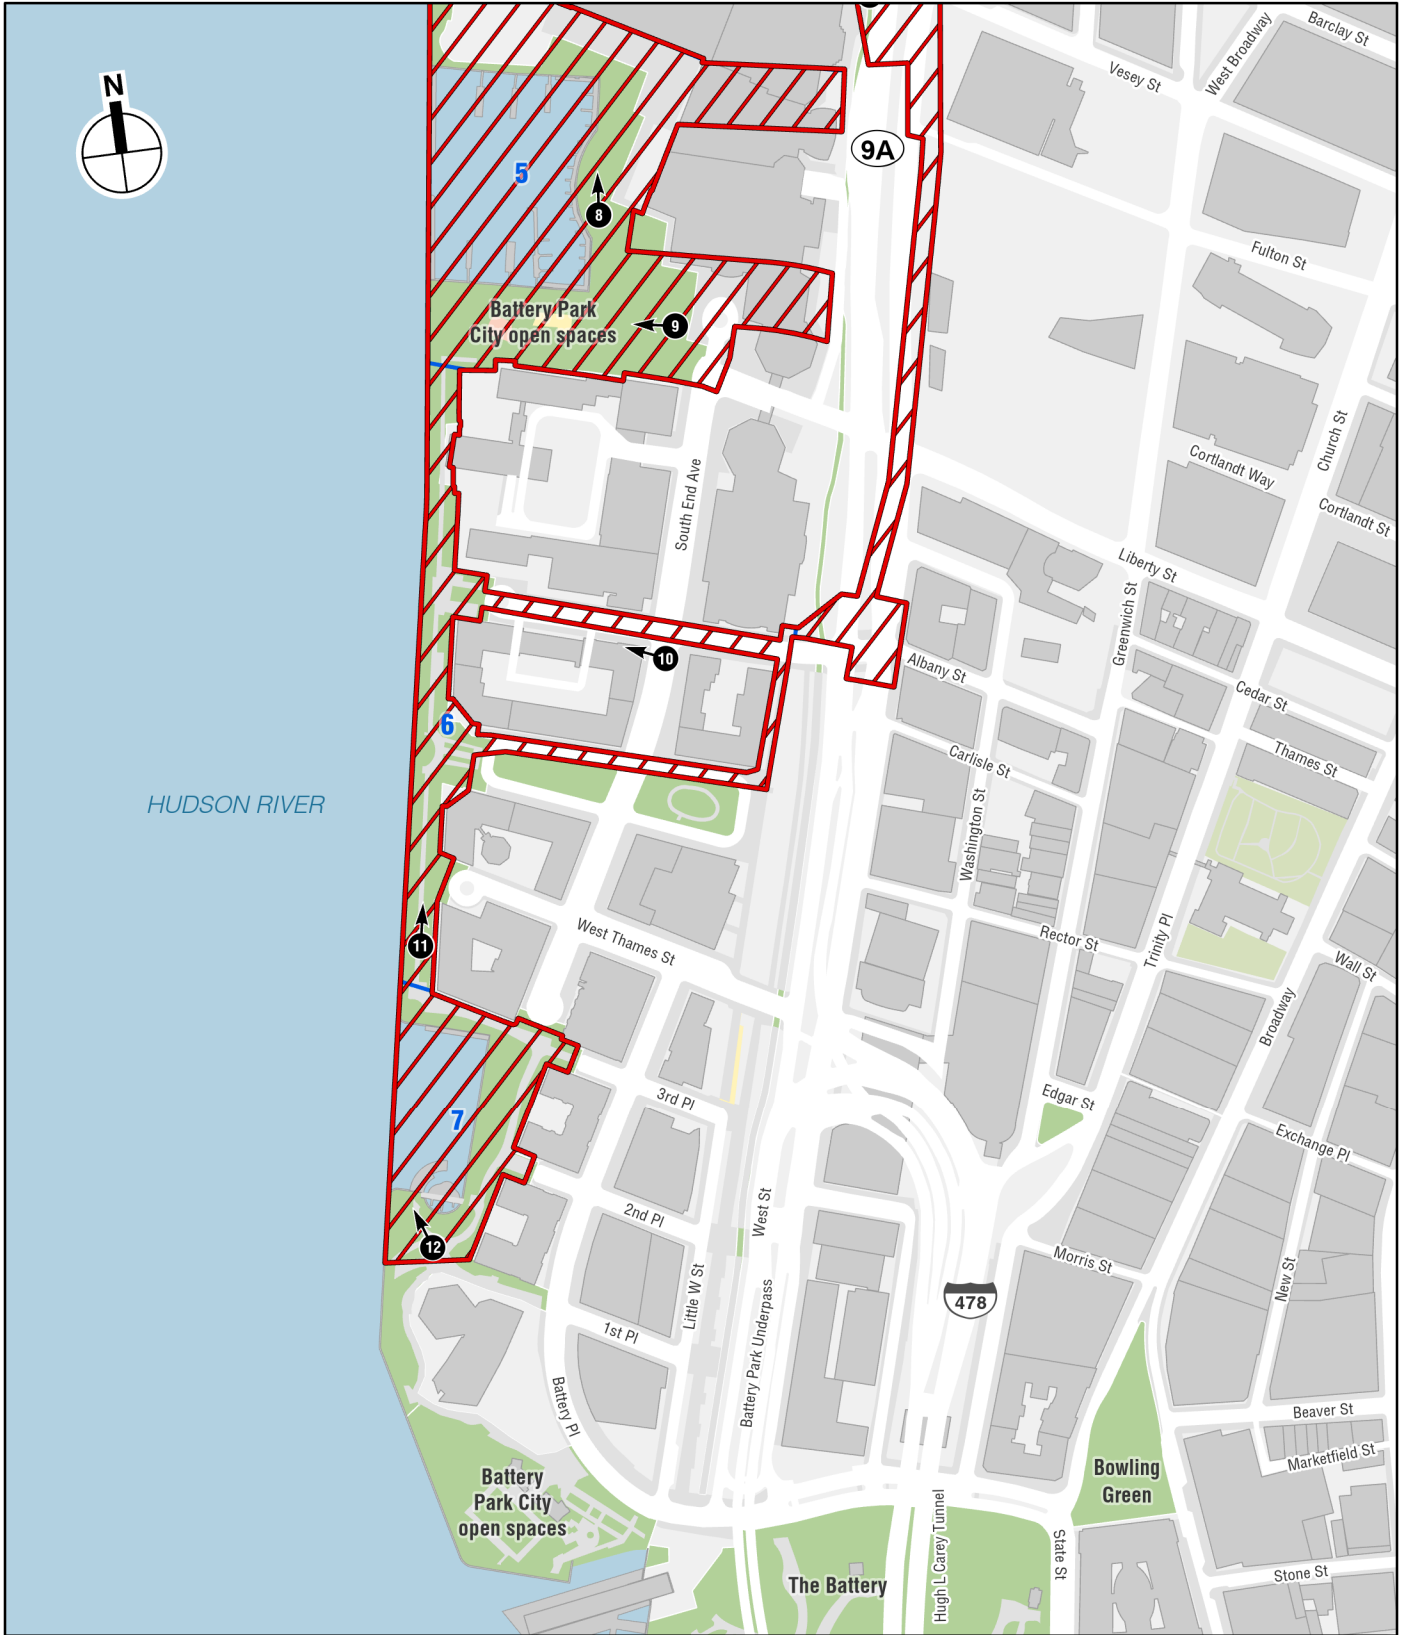 N
Barclay St
West Broadway
Vesey St
9A
5
8
Fulton St
Battery Park
City open spaces
9
Church St
Cortlandt Way
South End Ave
Cortlandt St
Liberty St
Greenwich St
10
Albany St
Cedar St
6
Thames St
Carlisle St
HUDSON RIVER
Washington St
11
West Thames St
Rector St
Trinity Pl
Wall St
Broadway
3rd Pl
Edgar St
7
Exchange Pl
2nd Pl
West St
12
Morris St
New St
Little W St
478
1st Pl
Battery Park Underpass
Battery Pl
Beaver St
Marketfield St
Bowling
Green
Battery
Park City
open spaces
Hugh L Carey Tunnel
State St
Stone St
The Battery